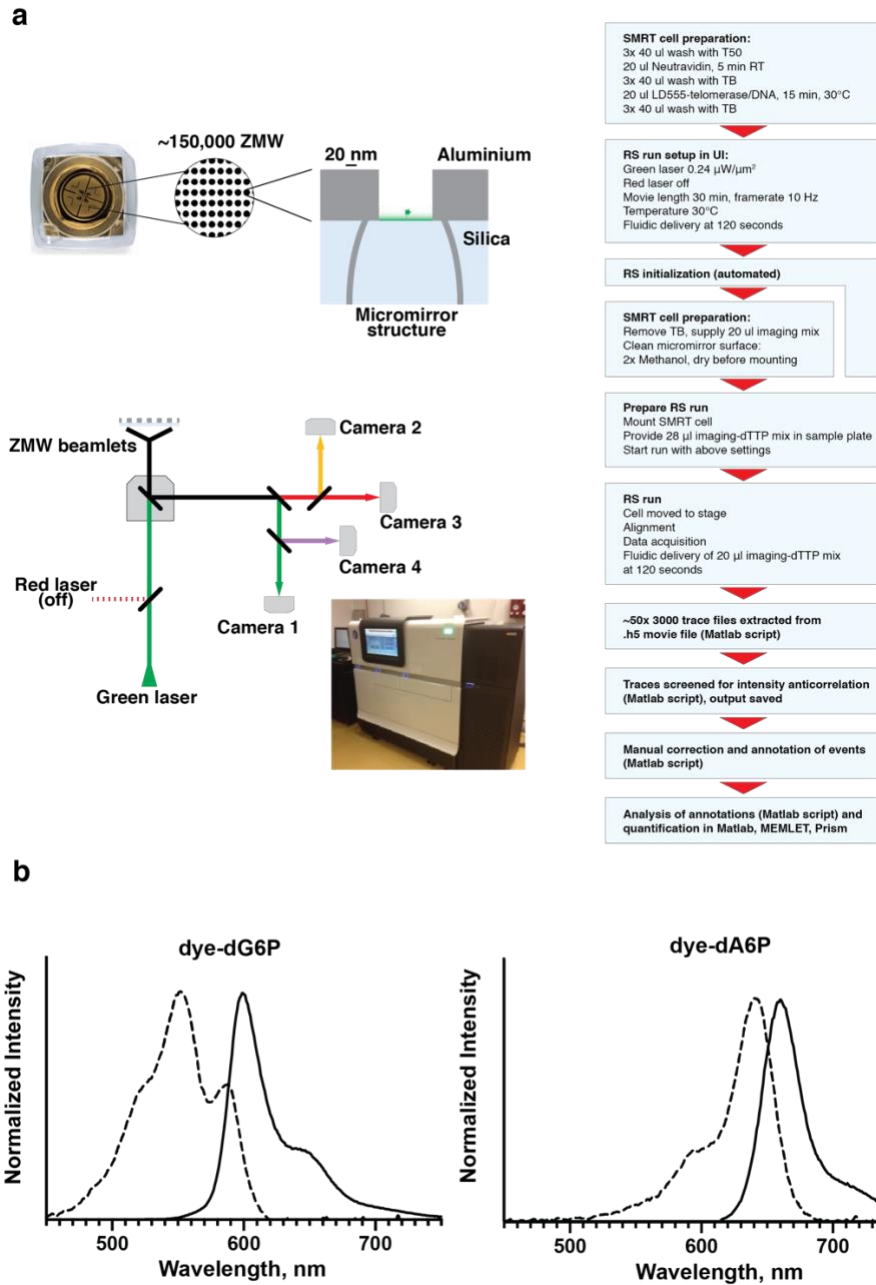 a
~150,000 ZMW
20 nm
Aluminium
Silica
Micromirror
structure
ZMW beamlets
Camera 2
Camera 3
Camera 4
Red laser
(off)
Camera 1
Green laser
SMRT cell preparation:
3x 40 ul wash with T50
20 ul Neutravidin, 5 min RT
3x 40 ul wash with TB
20 ul LD555-telomerase/DNA, 15 min, 30°C
3x 40 ul wash with TB
RS run setup in UI:
Green laser 0.24 µW/µm²
Red laser off
Movie length 30 min, framerate 10 Hz
Temperature 30°C
Fluidic delivery at 120 seconds
RS initialization (automated)
SMRT cell preparation:
Remove TB, supply 20 ul imaging mix
Clean micromirror surface:
2x Methanol, dry before mounting
Prepare RS run
Mount SMRT cell
Provide 28 µl imaging-dTTP mix in sample plate
Start run with above settings
RS run
Cell moved to stage
Alignment
Data acquisition
Fluidic delivery of 20 µl imaging-dTTP mix
at 120 seconds
~50x 3000 trace files extracted from
.h5 movie file (Matlab script)
Traces screened for intensity anticorrelation
(Matlab script), output saved
Manual correction and annotation of events
(Matlab script)
Analysis of annotations (Matlab script) and
quantification in Matlab, MEMLET, Prism
b
dye-dG6P
Normalized Intensity
500 600 700
Wavelength, nm
dye-dA6P
Normalized Intensity
500 600 700
Wavelength, nm